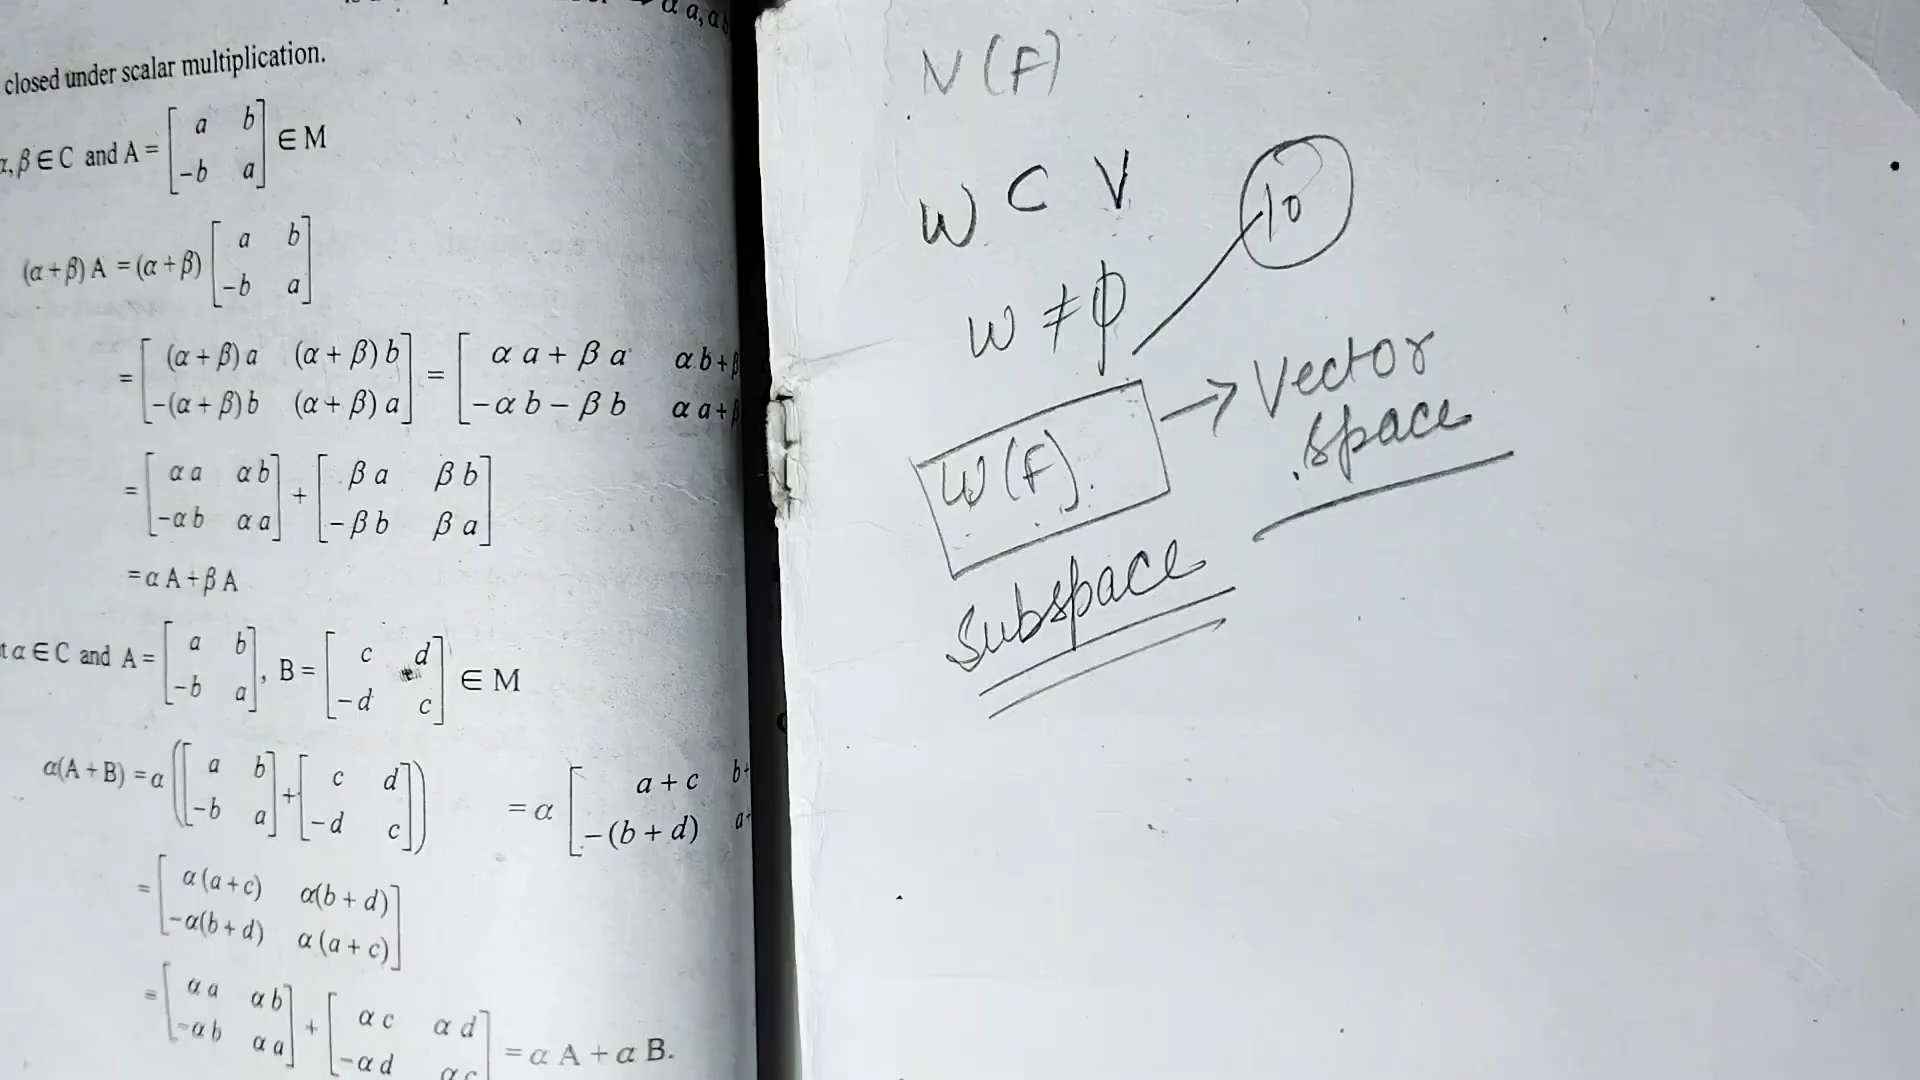 α a, α b
closed under scalar multiplication.
α, β ∈ C and A = [a b; -b a] ∈ M
(α + β) A = (α + β) [a b; -b a]
= [(α + β) a (α + β) b; -(α + β) b (α + β) a] = [α a + β a α b + β; -α b - β b α a + β
= [α a α b; -α b α a] + [β a β b; -β b β a]
= α A + β A
t α ∈ C and A = [a b; -b a], B = [c d; -d c] ∈ M
α(A + B) = α ([a b; -b a] + [c d; -d c]) = α [a + c b+; -(b + d) a+
= [α (a + c) α(b + d); -α(b + d) α (a + c)]
= [α a α b; -α b α a] + [α c α d; -α d α c] = α A + α B.
V(F)
W ⊂ V
10
W ≠ φ
W(F). → Vector space
Subspace